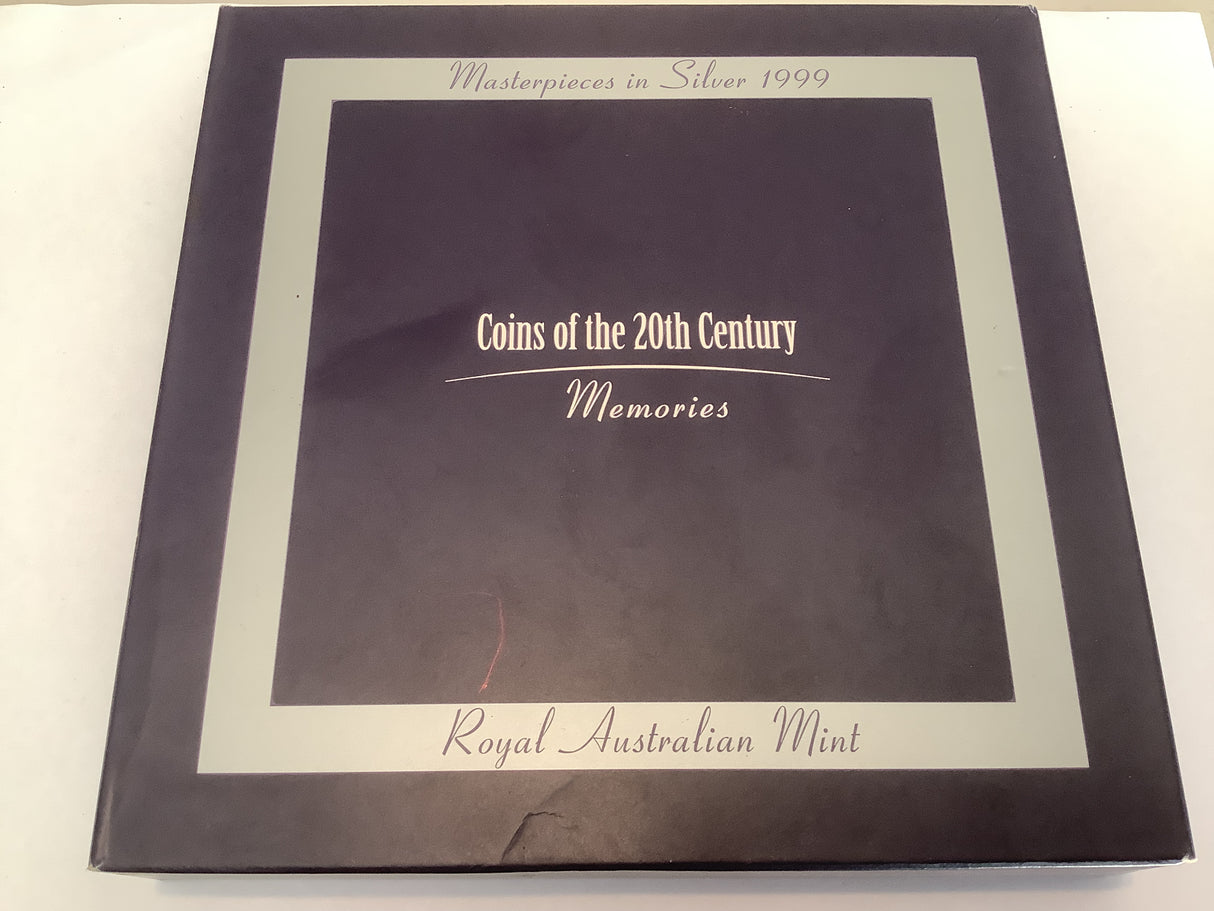 Masterpieces in Silver 1999
Coins of the 20th Century
Memories
Royal Australian Mint